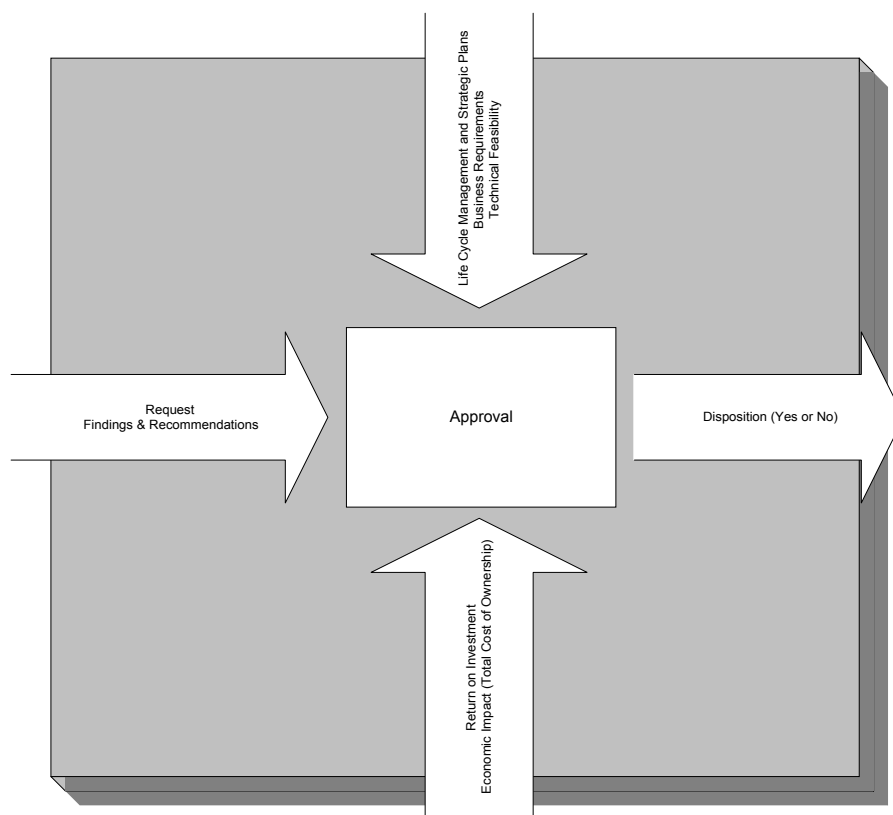 Life Cycle Management and Strategic Plans
Business Requirements
Technical Feasibility
Request
Findings & Recommendations
Approval
Disposition (Yes or No)
Return on Investment
Economic Impact (Total Cost of Ownership)